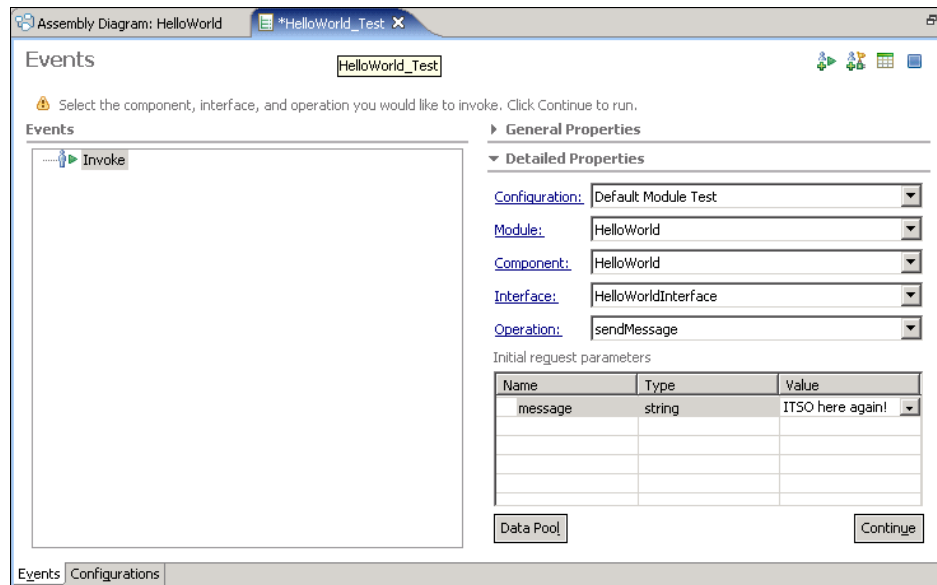 Assembly Diagram: HelloWorld
*HelloWorld_Test
Events
HelloWorld_Test
Select the component, interface, and operation you would like to invoke. Click Continue to run.
Events
Invoke
General Properties
Detailed Properties
Configuration: Default Module Test
Module: HelloWorld
Component: HelloWorld
Interface: HelloWorldInterface
Operation: sendMessage
Initial request parameters
Name Type Value
message string ITSO here again!
Data Pool Continue
Events Configurations